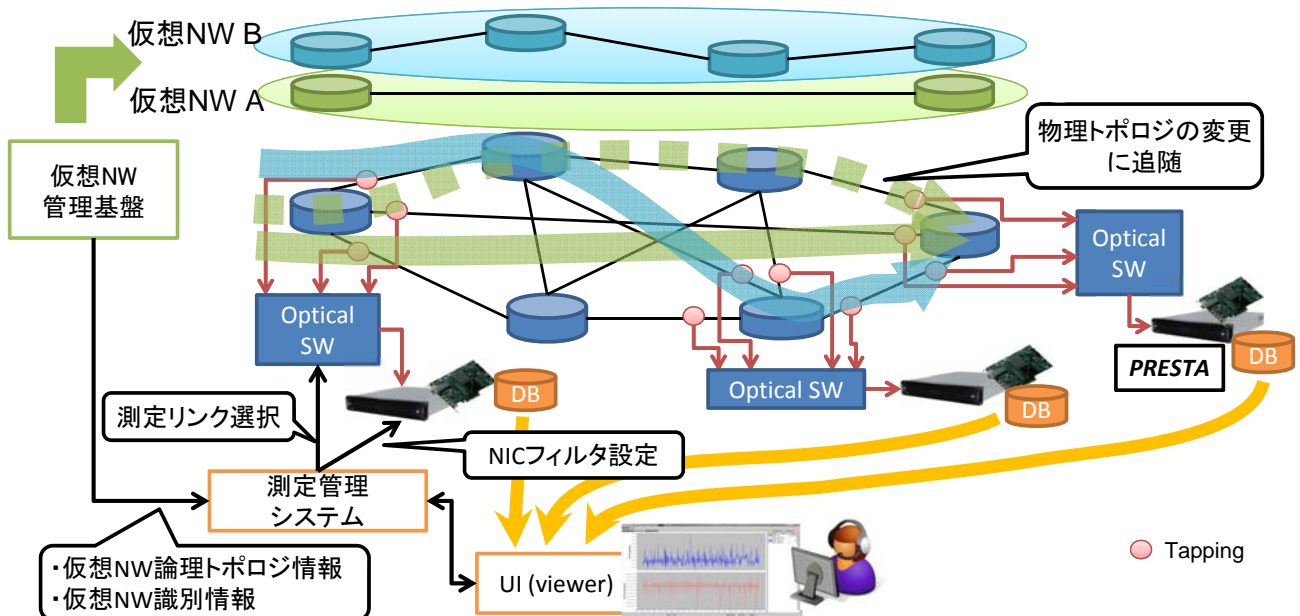 仮想NW B
仮想NW A
仮想NW
管理基盤
物理トポロジの変更
に追随
Optical
SW
Optical
SW
Optical SW
PRESTA
DB
DB
DB
測定リンク選択
NICフィルタ設定
測定管理
システム
・仮想NW論理トポロジ情報
・仮想NW識別情報
UI (viewer)
Tapping